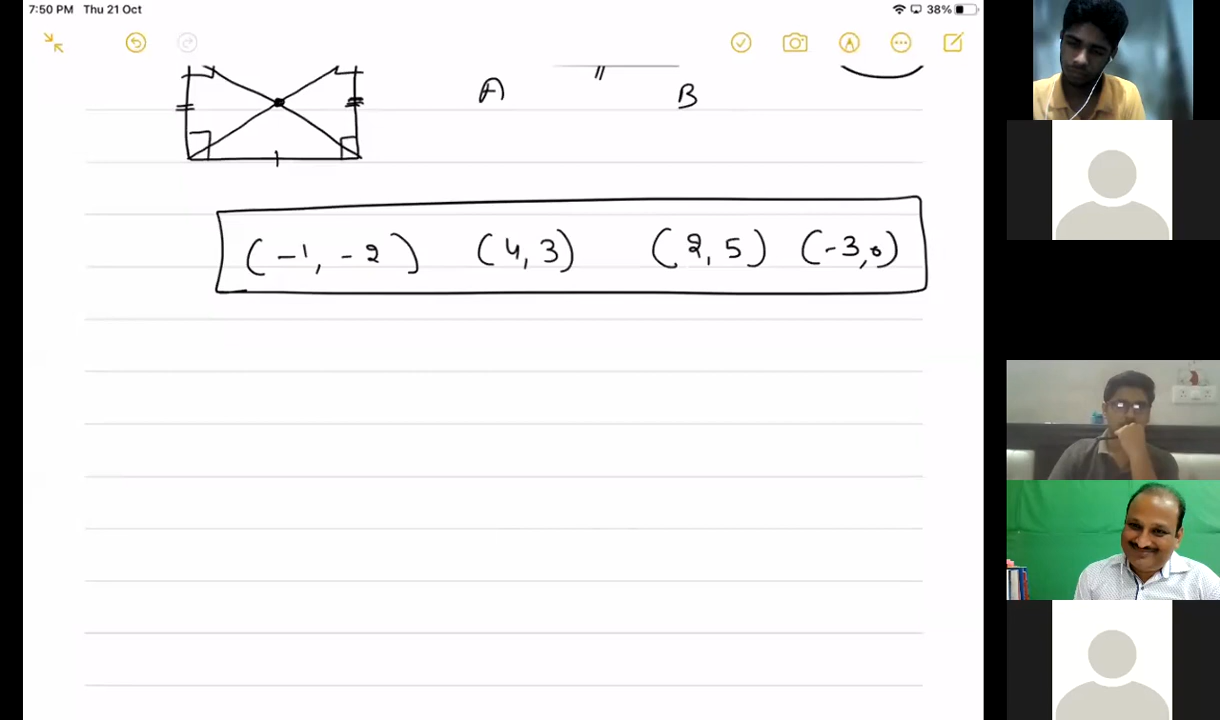 7:50 PM Thu 21 Oct 38%
A B
(-1, -2) (4, 3) (2, 5) (-3, 0)